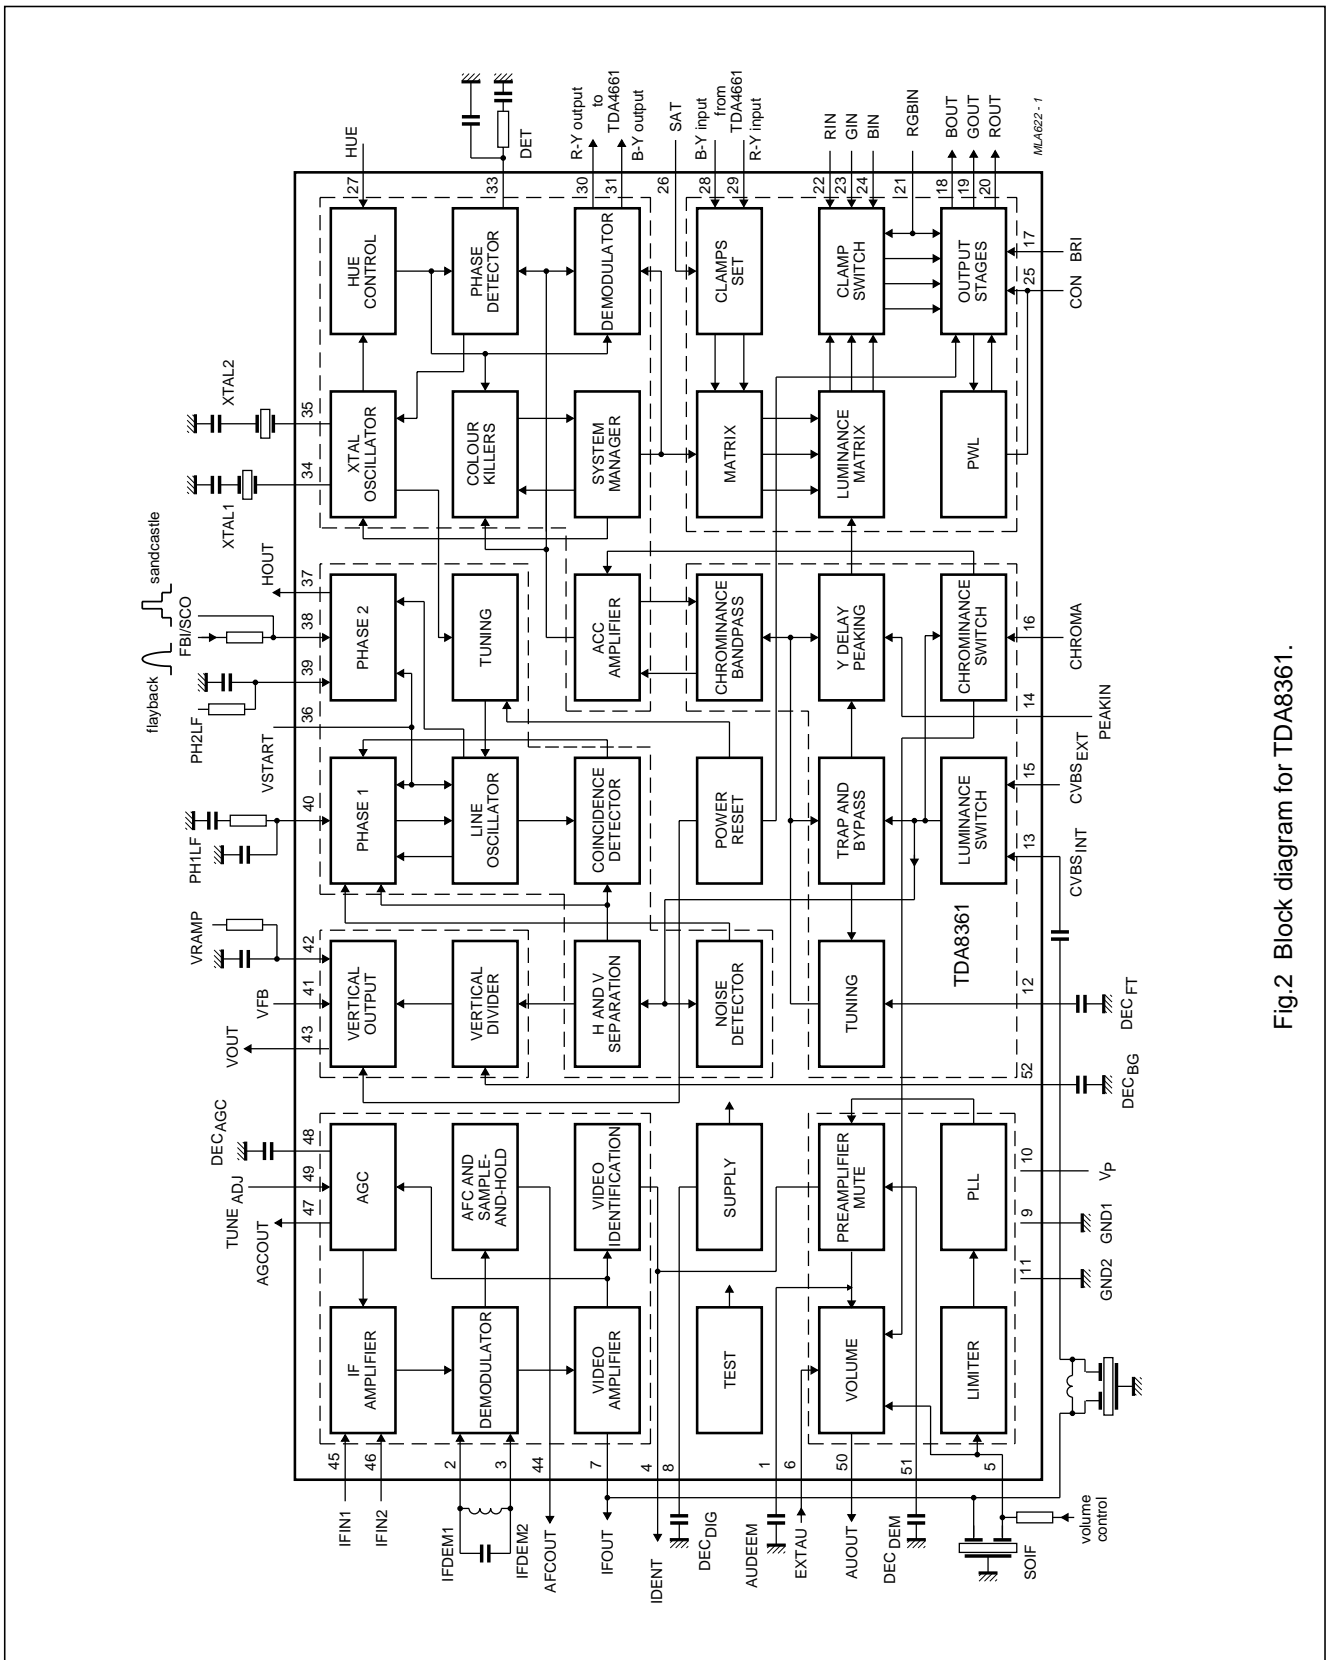 flayback
sandcastle
XTAL1
XTAL2
HUE
DEC AGC
TUNE ADJ
AGCOUT
VOUT
VFB
VRAMP
PH1LF
VSTART
PH2LF
FBI/SCO
HOUT
DET
47
49
48
43
41
42
40
36
39
38
37
34
35
27
33
IFIN1
45
IFIN2
46
IF
AMPLIFIER
AGC
VERTICAL
OUTPUT
PHASE 1
PHASE 2
XTAL
OSCILLATOR
HUE
CONTROL
IFDEM1
2
IFDEM2
3
DEMODULATOR
AFC AND
SAMPLE-
AND-HOLD
VERTICAL
DIVIDER
LINE
OSCILLATOR
TUNING
COLOUR
KILLERS
PHASE
DETECTOR
AFCOUT
44
IFOUT
7
VIDEO
AMPLIFIER
VIDEO
IDENTIFICATION
H AND V
SEPARATION
COINCIDENCE
DETECTOR
ACC
AMPLIFIER
SYSTEM
MANAGER
DEMODULATOR
30
31
R-Y output
to
TDA4661
B-Y output
IDENT
4
DEC DIG
8
TEST
SUPPLY
NOISE
DETECTOR
POWER
RESET
CHROMINANCE
BANDPASS
MATRIX
CLAMPS
SET
26
SAT
28
29
B-Y input
from
TDA4661
R-Y input
AUDEEM
1
EXTAU
6
AUOUT
50
DEC DEM
51
VOLUME
PREAMPLIFIER
MUTE
TUNING
TRAP AND
BYPASS
Y DELAY
PEAKING
LUMINANCE
MATRIX
CLAMP
SWITCH
22
23
24
21
RIN
GIN
BIN
RGBIN
SOIF
5
volume
control
LIMITER
PLL
TDA8361
LUMINANCE
SWITCH
CHROMINANCE
SWITCH
PWL
OUTPUT
STAGES
18
19
20
BOUT
GOUT
ROUT
11
9
10
52
12
13
15
14
16
25
17
GND2
GND1
VP
DEC BG
DEC FT
CVBS INT
CVBS EXT
PEAKIN
CHROMA
CON
BRI
MLA622 - 1
Fig.2 Block diagram for TDA8361.